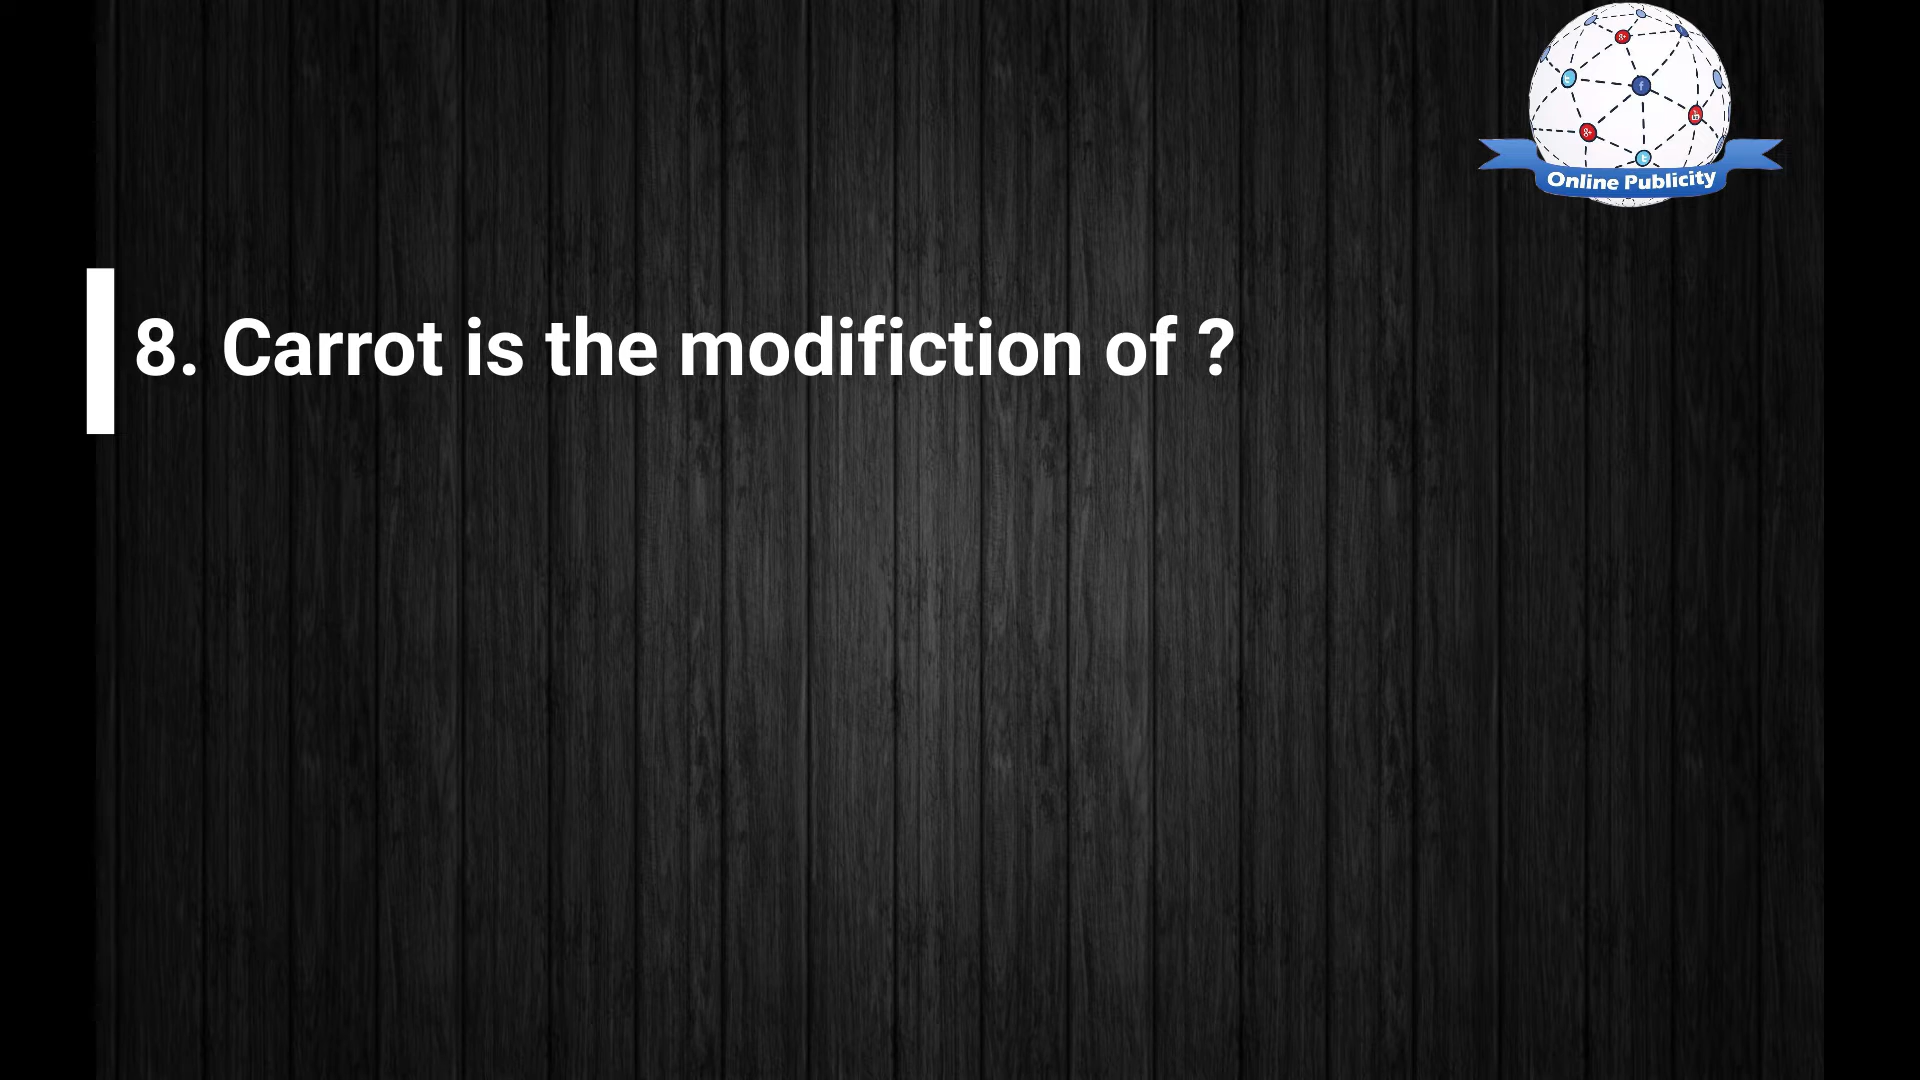 Online Publicity
8. Carrot is the modifiction of ?